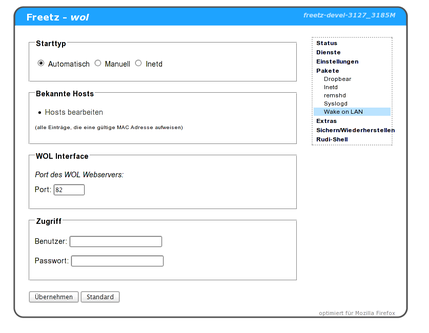 Freetz – wol
freetz-devel-3127_3185M
Starttyp
Automatisch Manuell Inetd
Bekannte Hosts
Hosts bearbeiten
(alle Einträge, die eine gültige MAC Adresse aufweisen)
WOL Interface
Port des WOL Webservers:
Port: 82
Zugriff
Benutzer:
Passwort:
Übernehmen Standard
Status
Dienste
Einstellungen
Pakete
Dropbear
Inetd
remshd
Syslogd
Wake on LAN
Extras
Sichern/Wiederherstellen
Rudi-Shell
optimiert für Mozilla Firefox